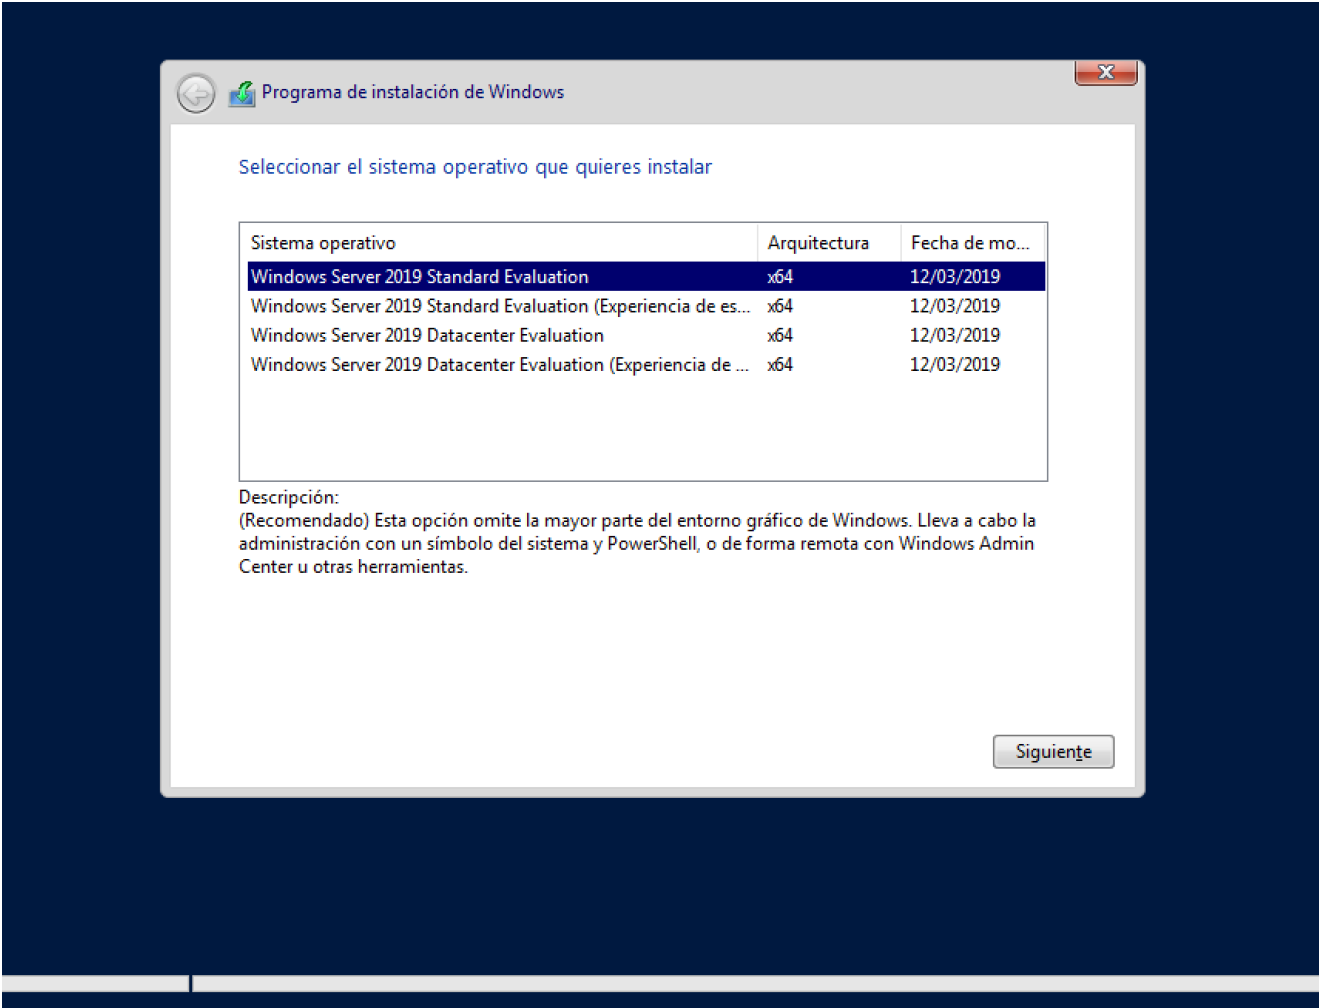 Programa de instalación de Windows
X
Seleccionar el sistema operativo que quieres instalar
Sistema operativo Arquitectura Fecha de mo...
Windows Server 2019 Standard Evaluation x64 12/03/2019
Windows Server 2019 Standard Evaluation (Experiencia de es... x64 12/03/2019
Windows Server 2019 Datacenter Evaluation x64 12/03/2019
Windows Server 2019 Datacenter Evaluation (Experiencia de ... x64 12/03/2019
Descripción:
(Recomendado) Esta opción omite la mayor parte del entorno gráfico de Windows. Lleva a cabo la
administración con un símbolo del sistema y PowerShell, o de forma remota con Windows Admin
Center u otras herramientas.
Siguiente